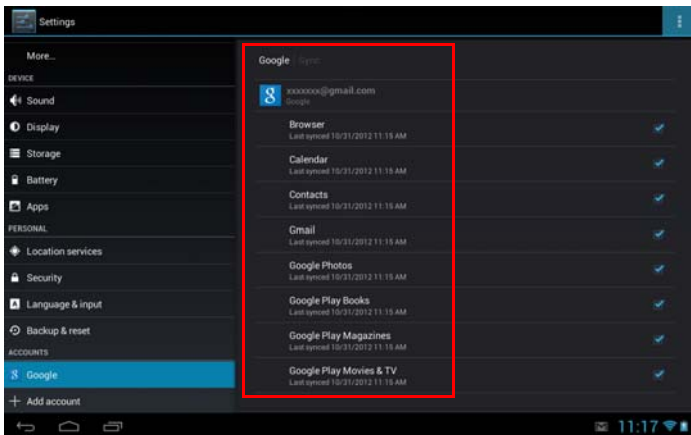 Settings
More...
DEVICE
Sound
Display
Storage
Battery
Apps
PERSONAL
Location services
Security
Language & input
Backup & reset
ACCOUNTS
Google
Add account
Google Sync
xxxxxxx@gmail.com
Google
Browser
Last synced 10/31/2012 11:15 AM
Calendar
Last synced 10/31/2012 11:15 AM
Contacts
Last synced 10/31/2012 11:15 AM
Gmail
Last synced 10/31/2012 11:15 AM
Google Photos
Last synced 10/31/2012 11:15 AM
Google Play Books
Last synced 10/31/2012 11:15 AM
Google Play Magazines
Last synced 10/31/2012 11:15 AM
Google Play Movies & TV
Last synced 10/31/2012 11:15 AM
11:17